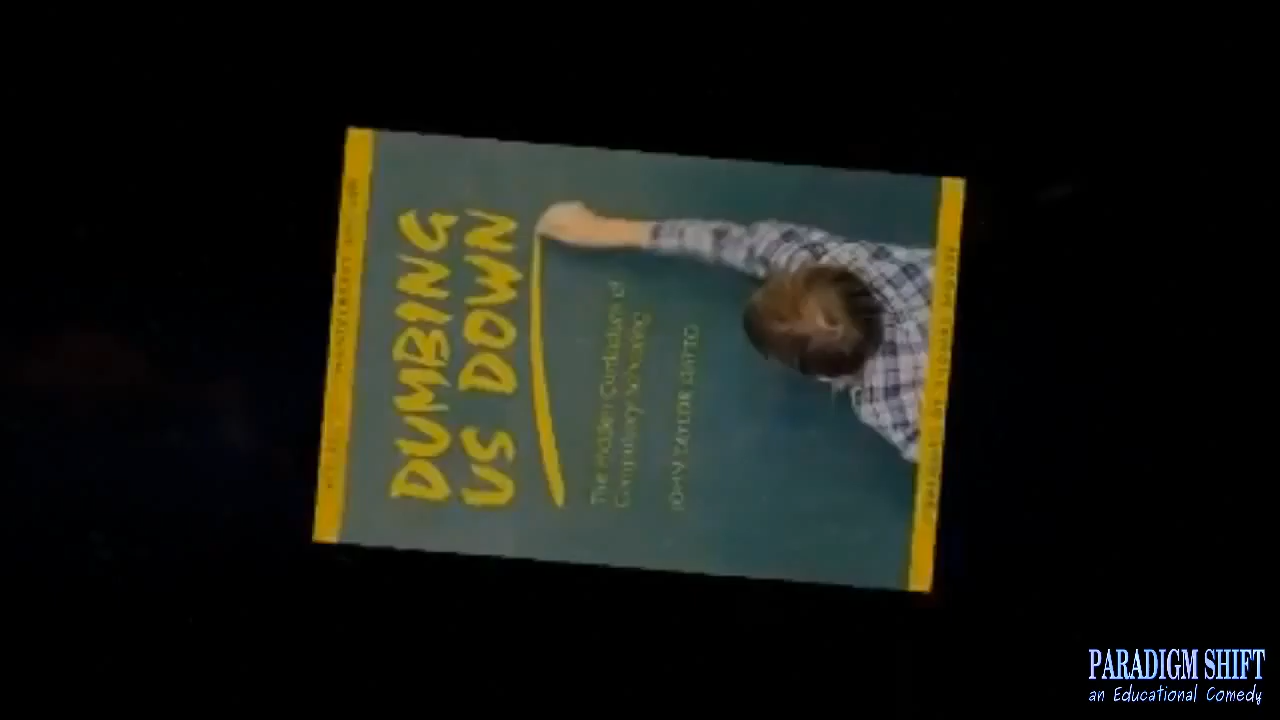 DUMBING
US DOWN
The Hidden Curriculum of
Compulsory Schooling
JOHN TAYLOR GATTO
PARADIGM SHIFT
an Educational Comedy